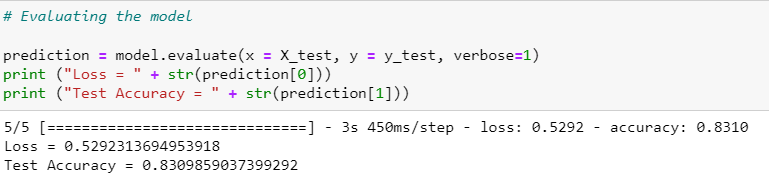 # Evaluating the model
prediction = model.evaluate(x = X_test, y = y_test, verbose=1)
print ("Loss = " + str(prediction[0]))
print ("Test Accuracy = " + str(prediction[1]))
5/5 [==============================] - 3s 450ms/step - loss: 0.5292 - accuracy: 0.8310
Loss = 0.5292313694953918
Test Accuracy = 0.8309859037399292